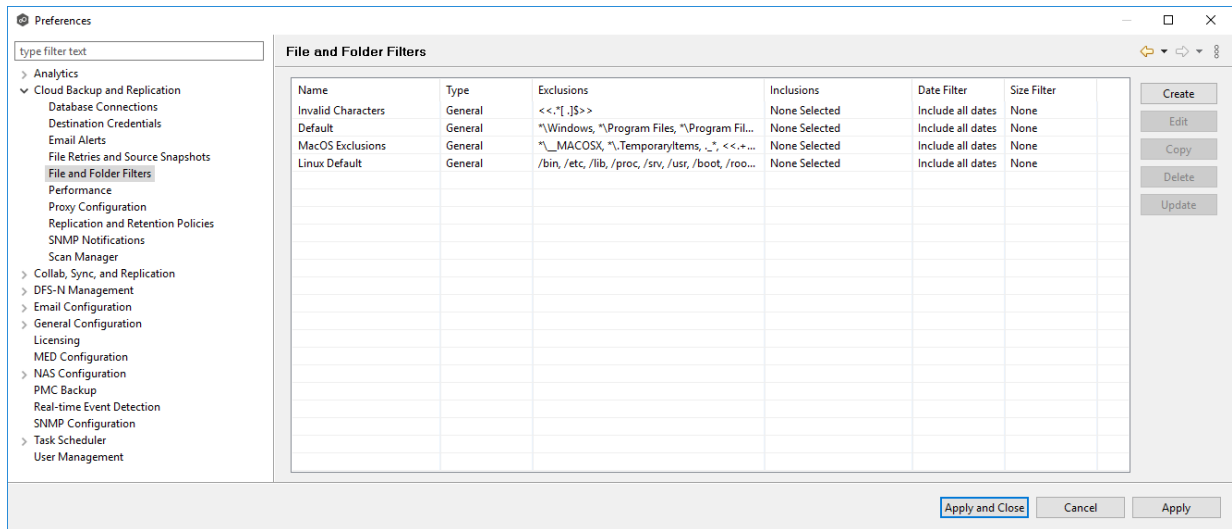 Preferences
type filter text
File and Folder Filters
Analytics
Cloud Backup and Replication
Database Connections
Destination Credentials
Email Alerts
File Retries and Source Snapshots
File and Folder Filters
Performance
Proxy Configuration
Replication and Retention Policies
SNMP Notifications
Scan Manager
Collab, Sync, and Replication
DFS-N Management
Email Configuration
General Configuration
Licensing
MED Configuration
NAS Configuration
PMC Backup
Real-time Event Detection
SNMP Configuration
Task Scheduler
User Management
Name Type Exclusions Inclusions Date Filter Size Filter
Invalid Characters General <<.*[ .]$>> None Selected Include all dates None
Default General *\Windows, *\Program Files, *\Program Fil... None Selected Include all dates None
MacOS Exclusions General *\__MACOSX, *\.TemporaryItems, ._*, <<.+... None Selected Include all dates None
Linux Default General /bin, /etc, /lib, /proc, /srv, /usr, /boot, /roo... None Selected Include all dates None
Create
Edit
Copy
Delete
Update
Apply and Close Cancel Apply